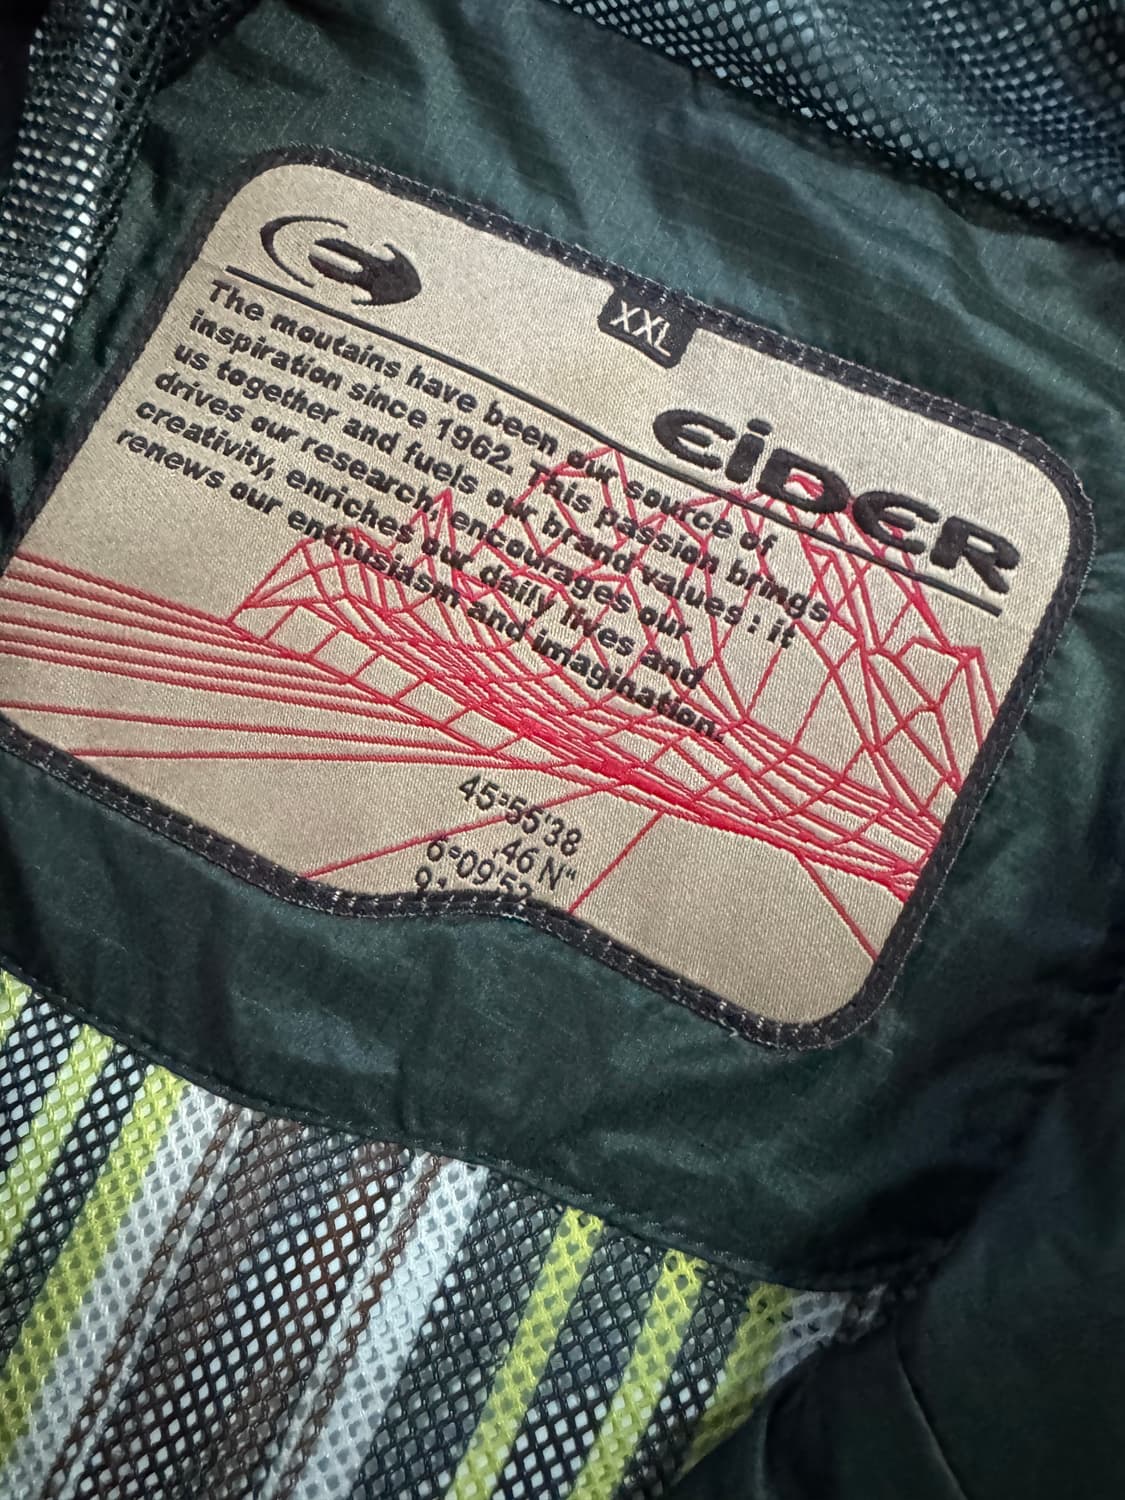 XXL
EiDER
The moutains have been our source of
inspiration since 1962. This passion brings
us together and fuels our brand values : it
drives our research, encourages our
creativity, enriches our daily lives and
renews our enthusiasm and imagination.
45°55'38
.46 N"
6°09'52